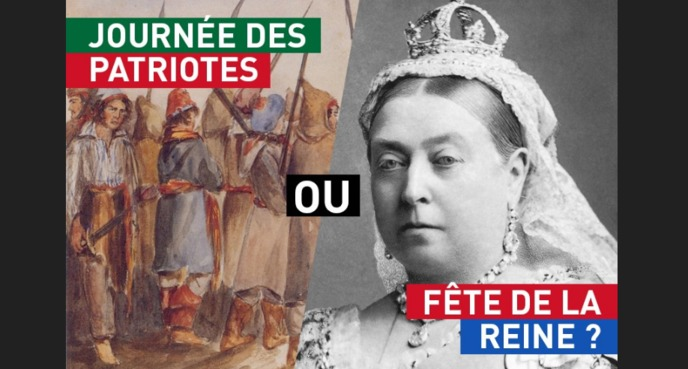 JOURNÉE DES
PATRIOTES
OU
FÊTE DE LA
REINE ?